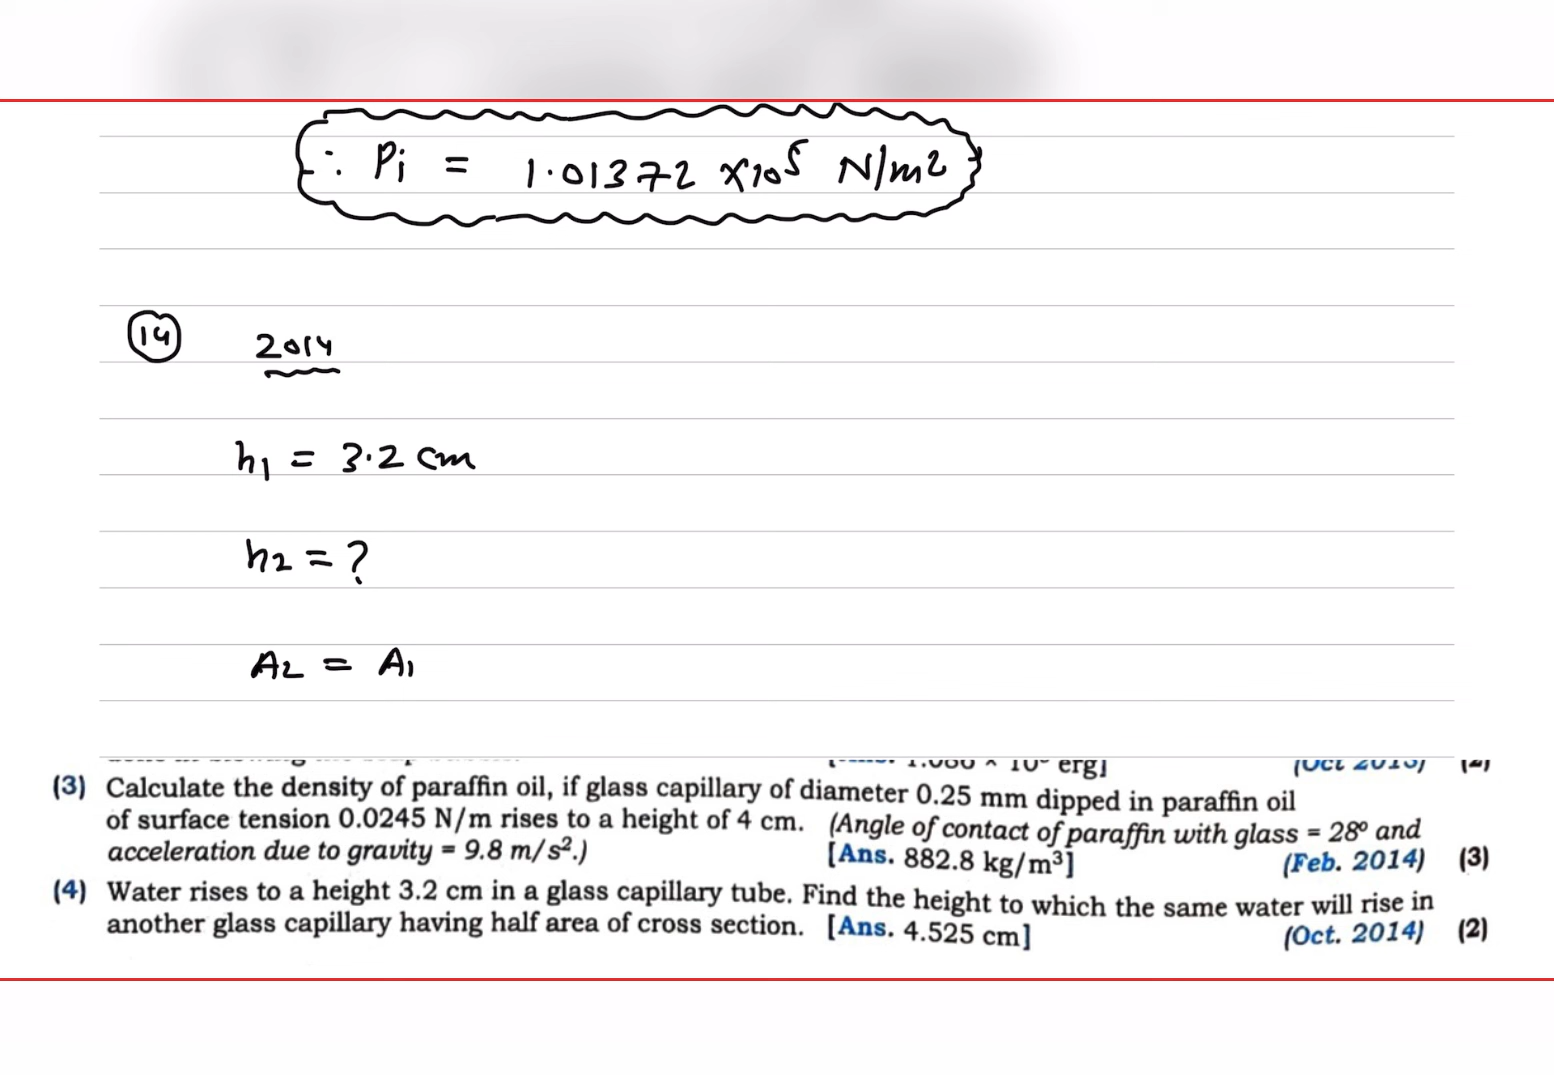 ∴ Pi = 1.01372 ×10⁵ N/m2
14 2014
h1 = 3.2 cm
h2 = ?
A2 = A1
erg] (2)
(3) Calculate the density of paraffin oil, if glass capillary of diameter 0.25 mm dipped in paraffin oil
of surface tension 0.0245 N/m rises to a height of 4 cm. (Angle of contact of paraffin with glass = 28º and
acceleration due to gravity = 9.8 m/s².) [Ans. 882.8 kg/m³] (Feb. 2014) (3)
(4) Water rises to a height 3.2 cm in a glass capillary tube. Find the height to which the same water will rise in
another glass capillary having half area of cross section. [Ans. 4.525 cm] (Oct. 2014) (2)